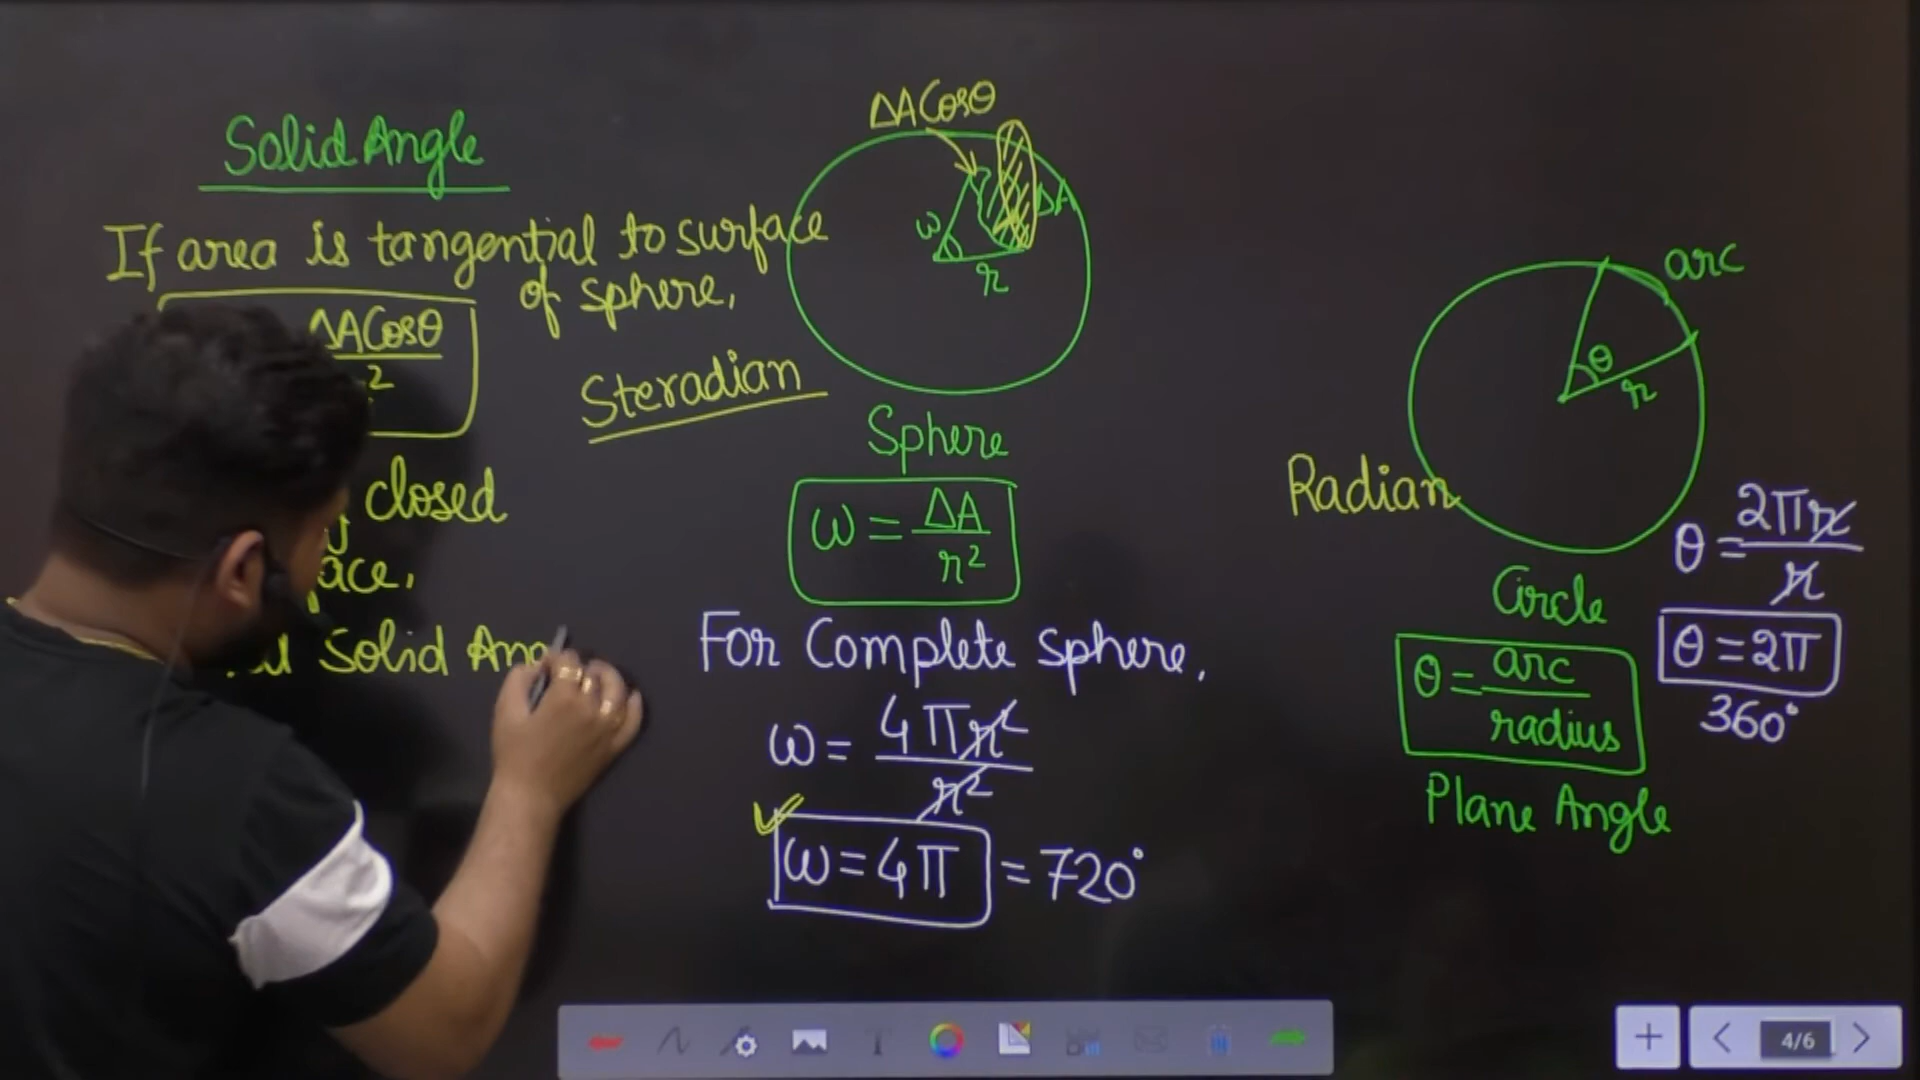 Solid Angle
If area is tangential to surface
of sphere,
ΔACosθ
2
Steradian
closed
Solid
ΔACosθ
ω
ΔA
r
Sphere
ω = ΔA / r²
For Complete sphere,
ω = 4πr² / r²
ω = 4π = 720°
arc
θ
r
Radian
Circle
θ = arc / radius
Plane Angle
θ = 2πr / r
θ = 2π
360°
4/6